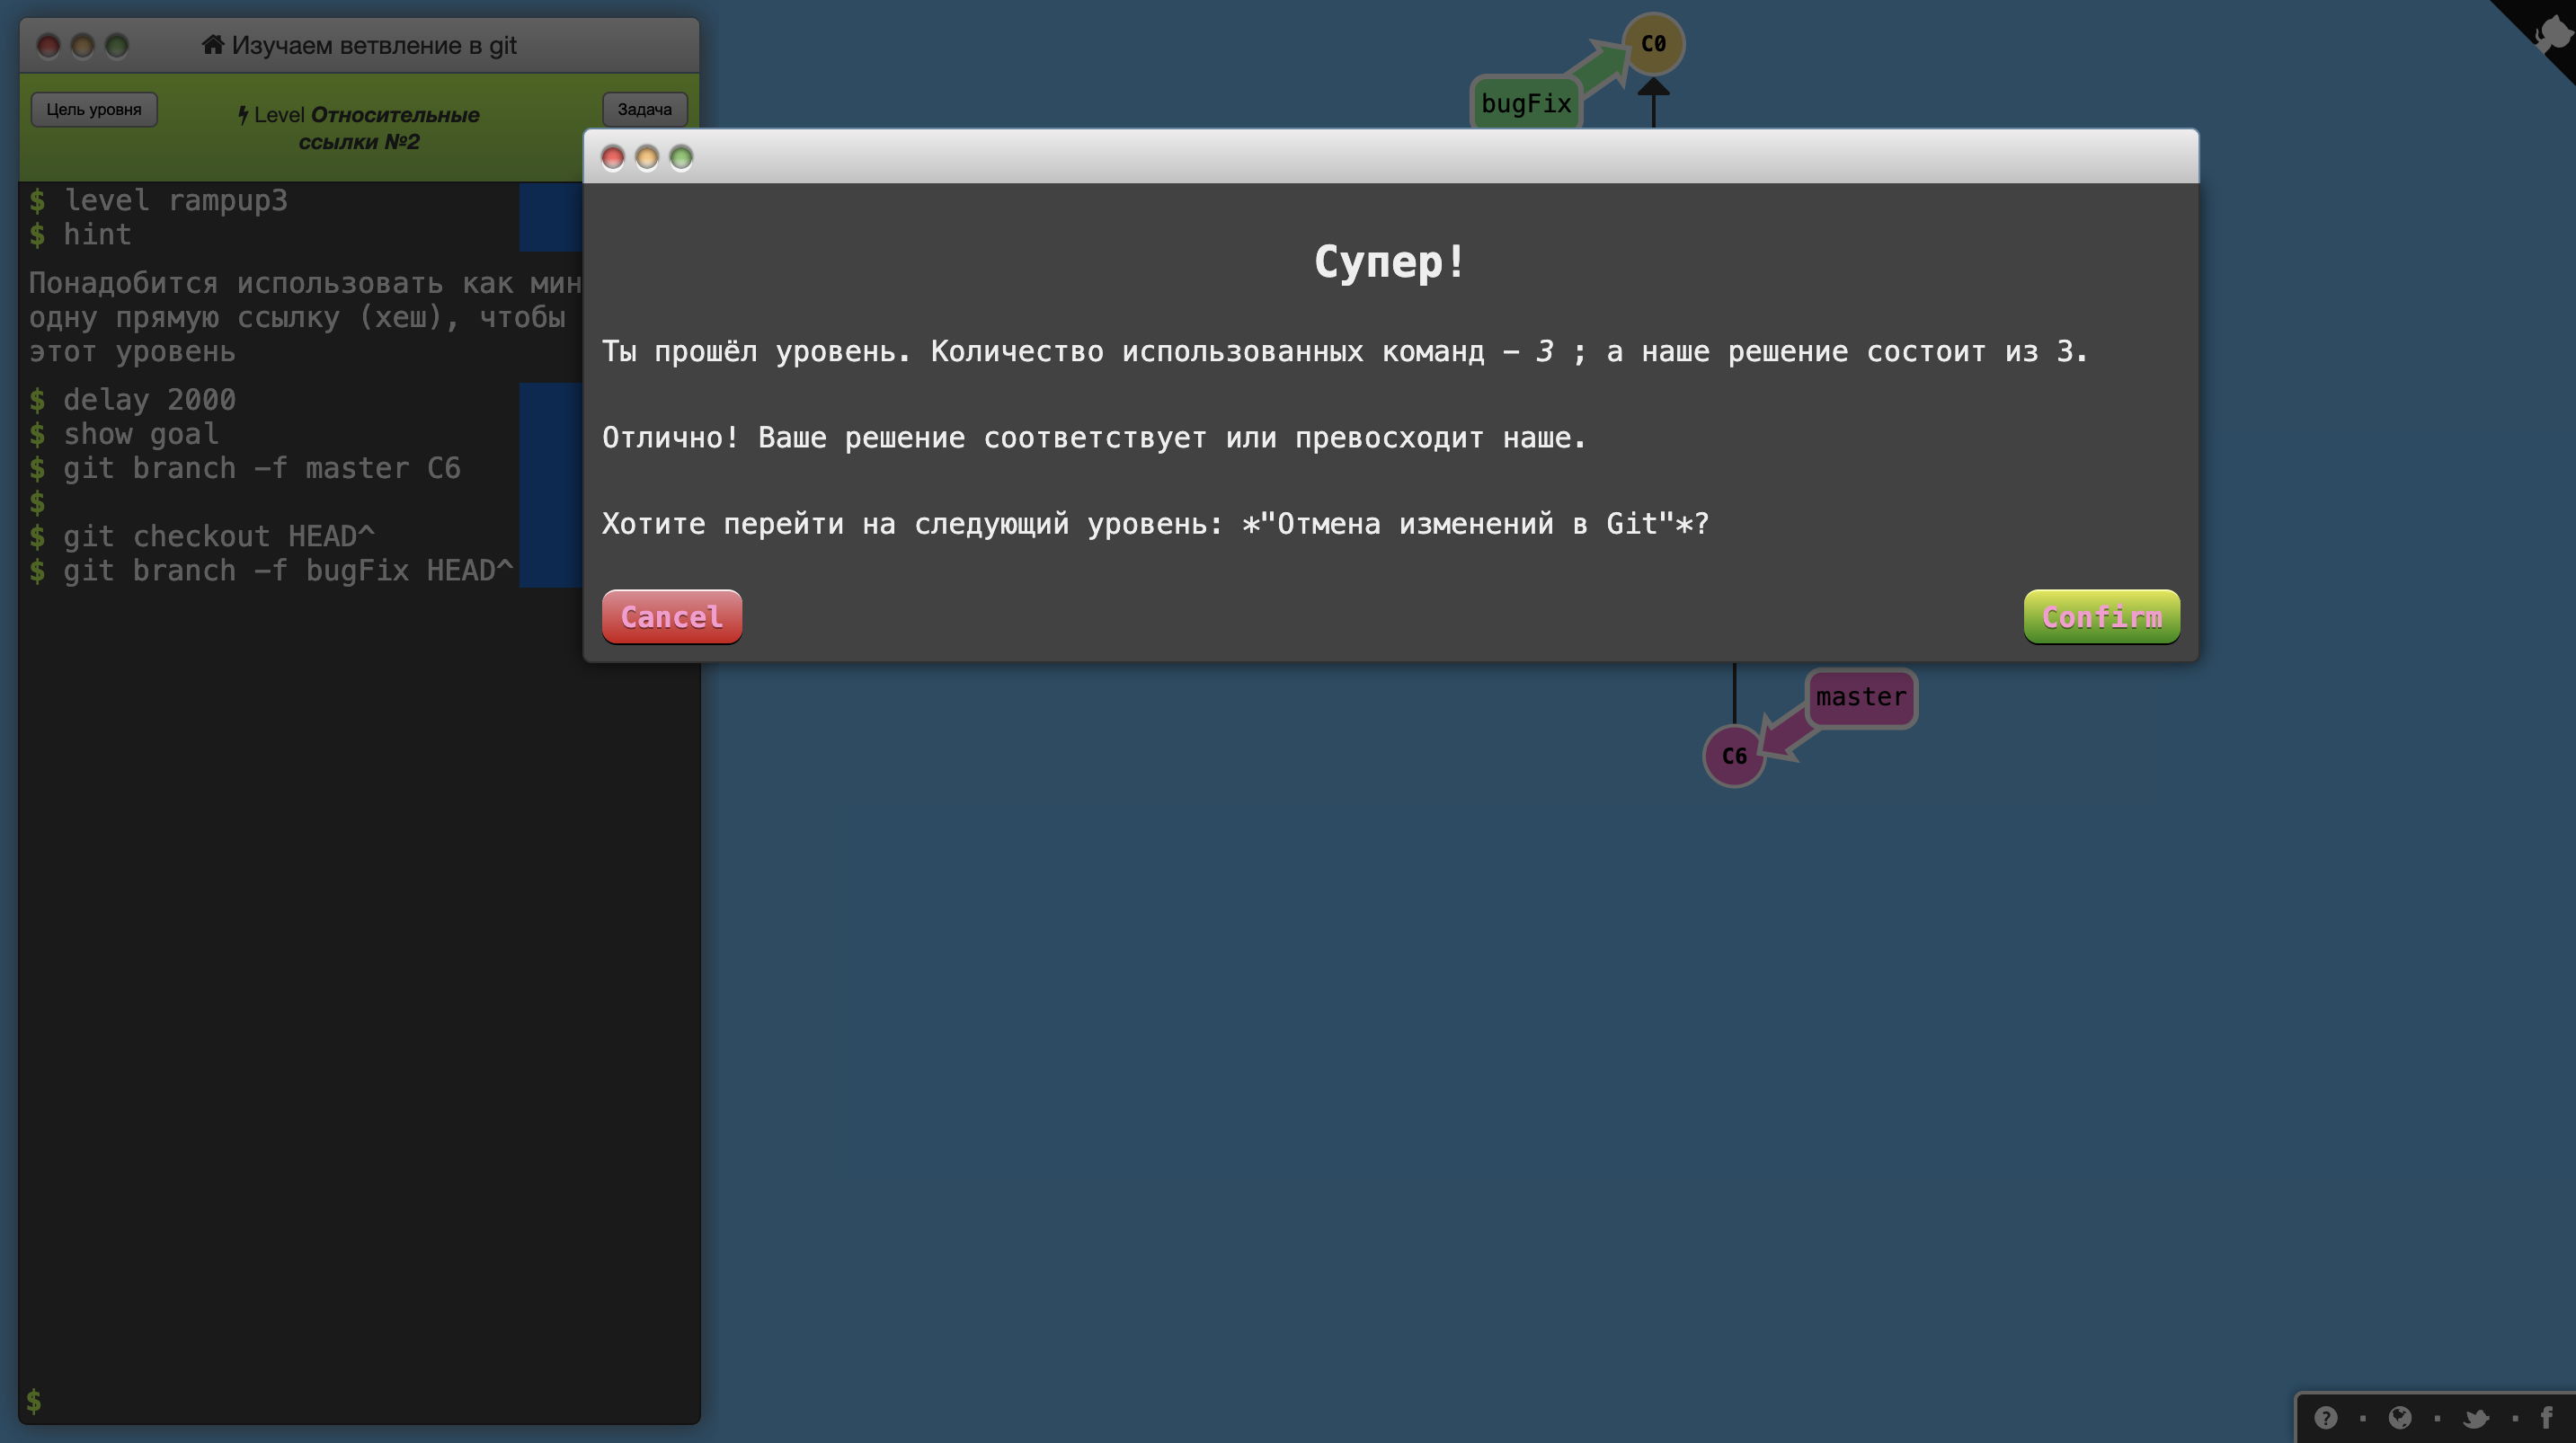 Изучаем ветвление в git
Цель уровня
Level Относительные
ссылки №2
Задача
$ level rampup3
$ hint
Понадобится использовать как мин
одну прямую ссылку (хеш), чтобы
этот уровень
$ delay 2000
$ show goal
$ git branch -f master C6
$
$ git checkout HEAD^
$ git branch -f bugFix HEAD^
$
C0
bugFix
Супер!
Ты прошёл уровень. Количество использованных команд – 3 ; а наше решение состоит из 3.
Отлично! Ваше решение соответствует или превосходит наше.
Хотите перейти на следующий уровень: *"Отмена изменений в Git"*?
Cancel
Confirm
master
C6